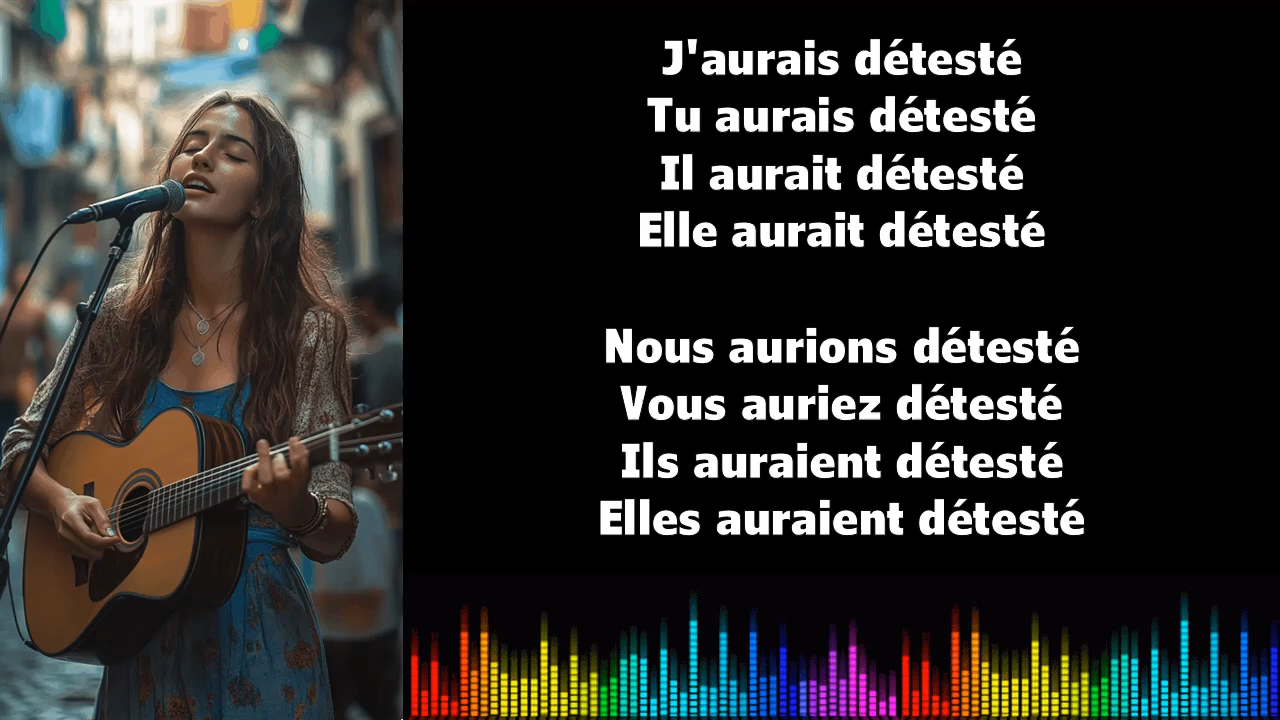 J'aurais détesté
Tu aurais détesté
Il aurait détesté
Elle aurait détesté
Nous aurions détesté
Vous auriez détesté
Ils auraient détesté
Elles auraient détesté